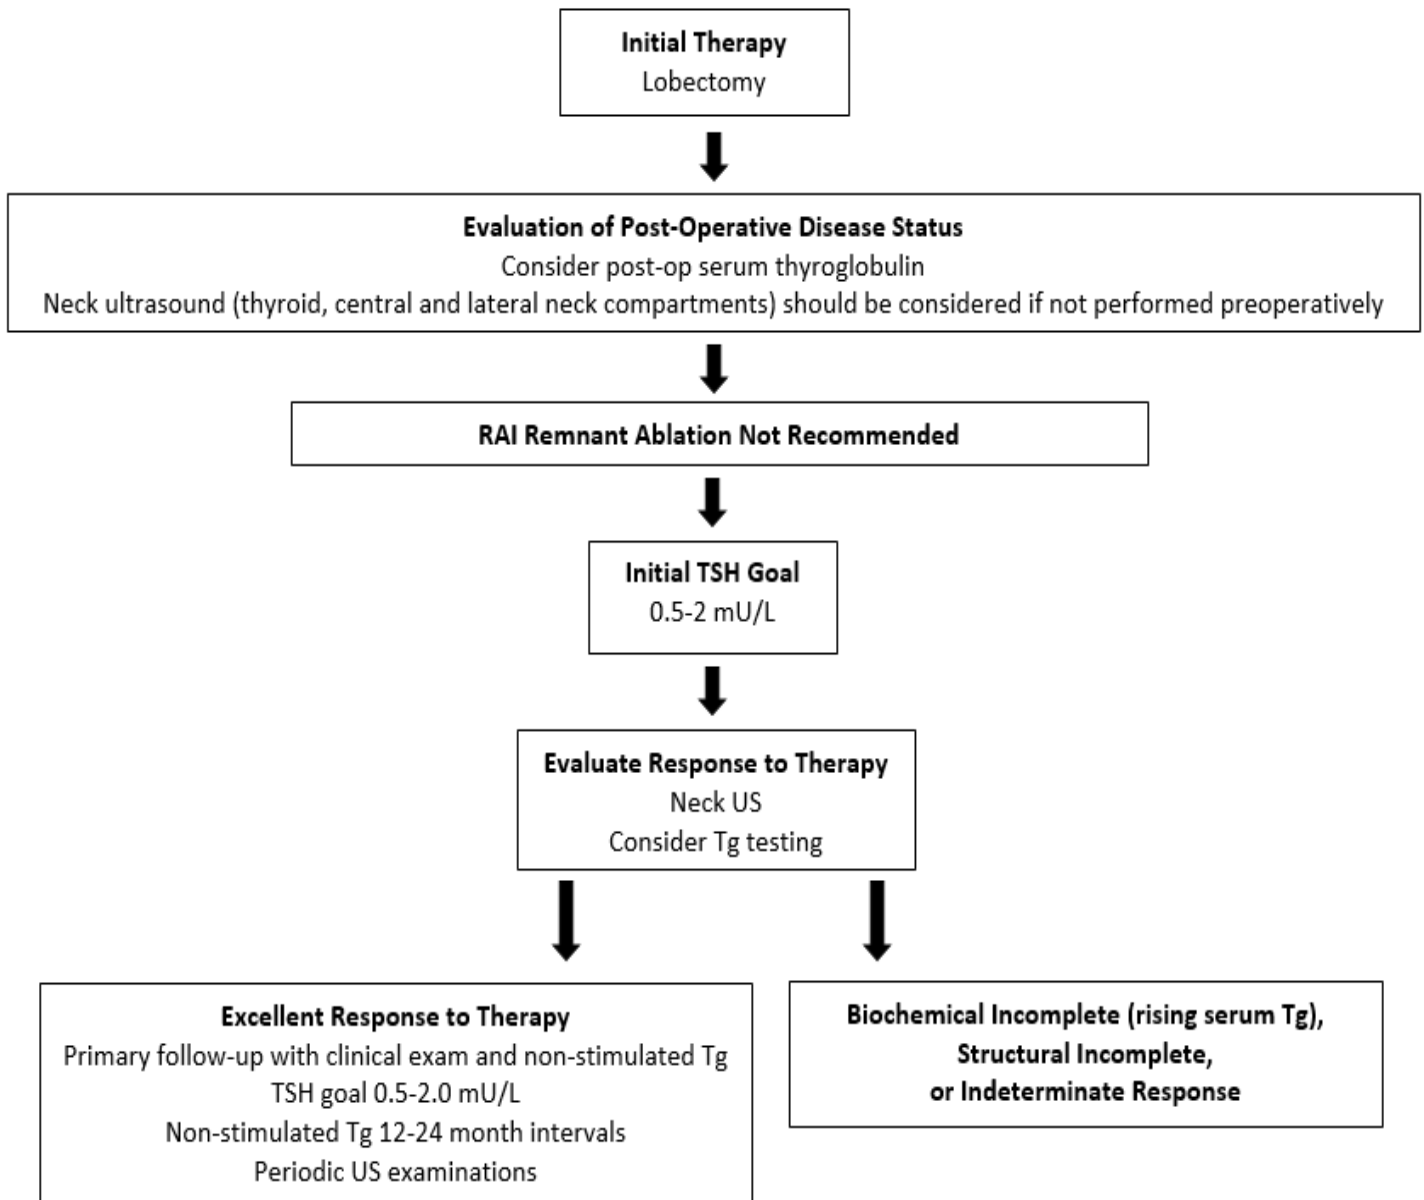 Initial Therapy
Lobectomy
Evaluation of Post-Operative Disease Status
Consider post-op serum thyroglobulin
Neck ultrasound (thyroid, central and lateral neck compartments) should be considered if not performed preoperatively
RAI Remnant Ablation Not Recommended
Initial TSH Goal
0.5-2 mU/L
Evaluate Response to Therapy
Neck US
Consider Tg testing
Excellent Response to Therapy
Primary follow-up with clinical exam and non-stimulated Tg
TSH goal 0.5-2.0 mU/L
Non-stimulated Tg 12-24 month intervals
Periodic US examinations
Biochemical Incomplete (rising serum Tg),
Structural Incomplete,
or Indeterminate Response